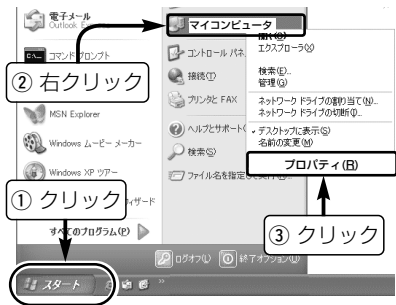 電子メール
Outlook
コマンド プロンプト
② 右クリック
MSN Explorer
Windows ムービー メーカー
Windows XP ツアー
① クリック
ィザード
すべてのプログラム(P)
スタート
マイコンピュータ
コントロール パネ
接続(T)
プリンタと FAX
ヘルプとサポート(
検索(S)
ファイル名を指定
開く(O)
エクスプローラ(X)
検索(E)...
管理(G)
ネットワーク ドライブの割り当て(N)...
ネットワーク ドライブの切断(I)...
デスクトップに表示(S)
名前の変更(M)
プロパティ(R)
③ クリック
ログオフ(L)
終了オプション(U)